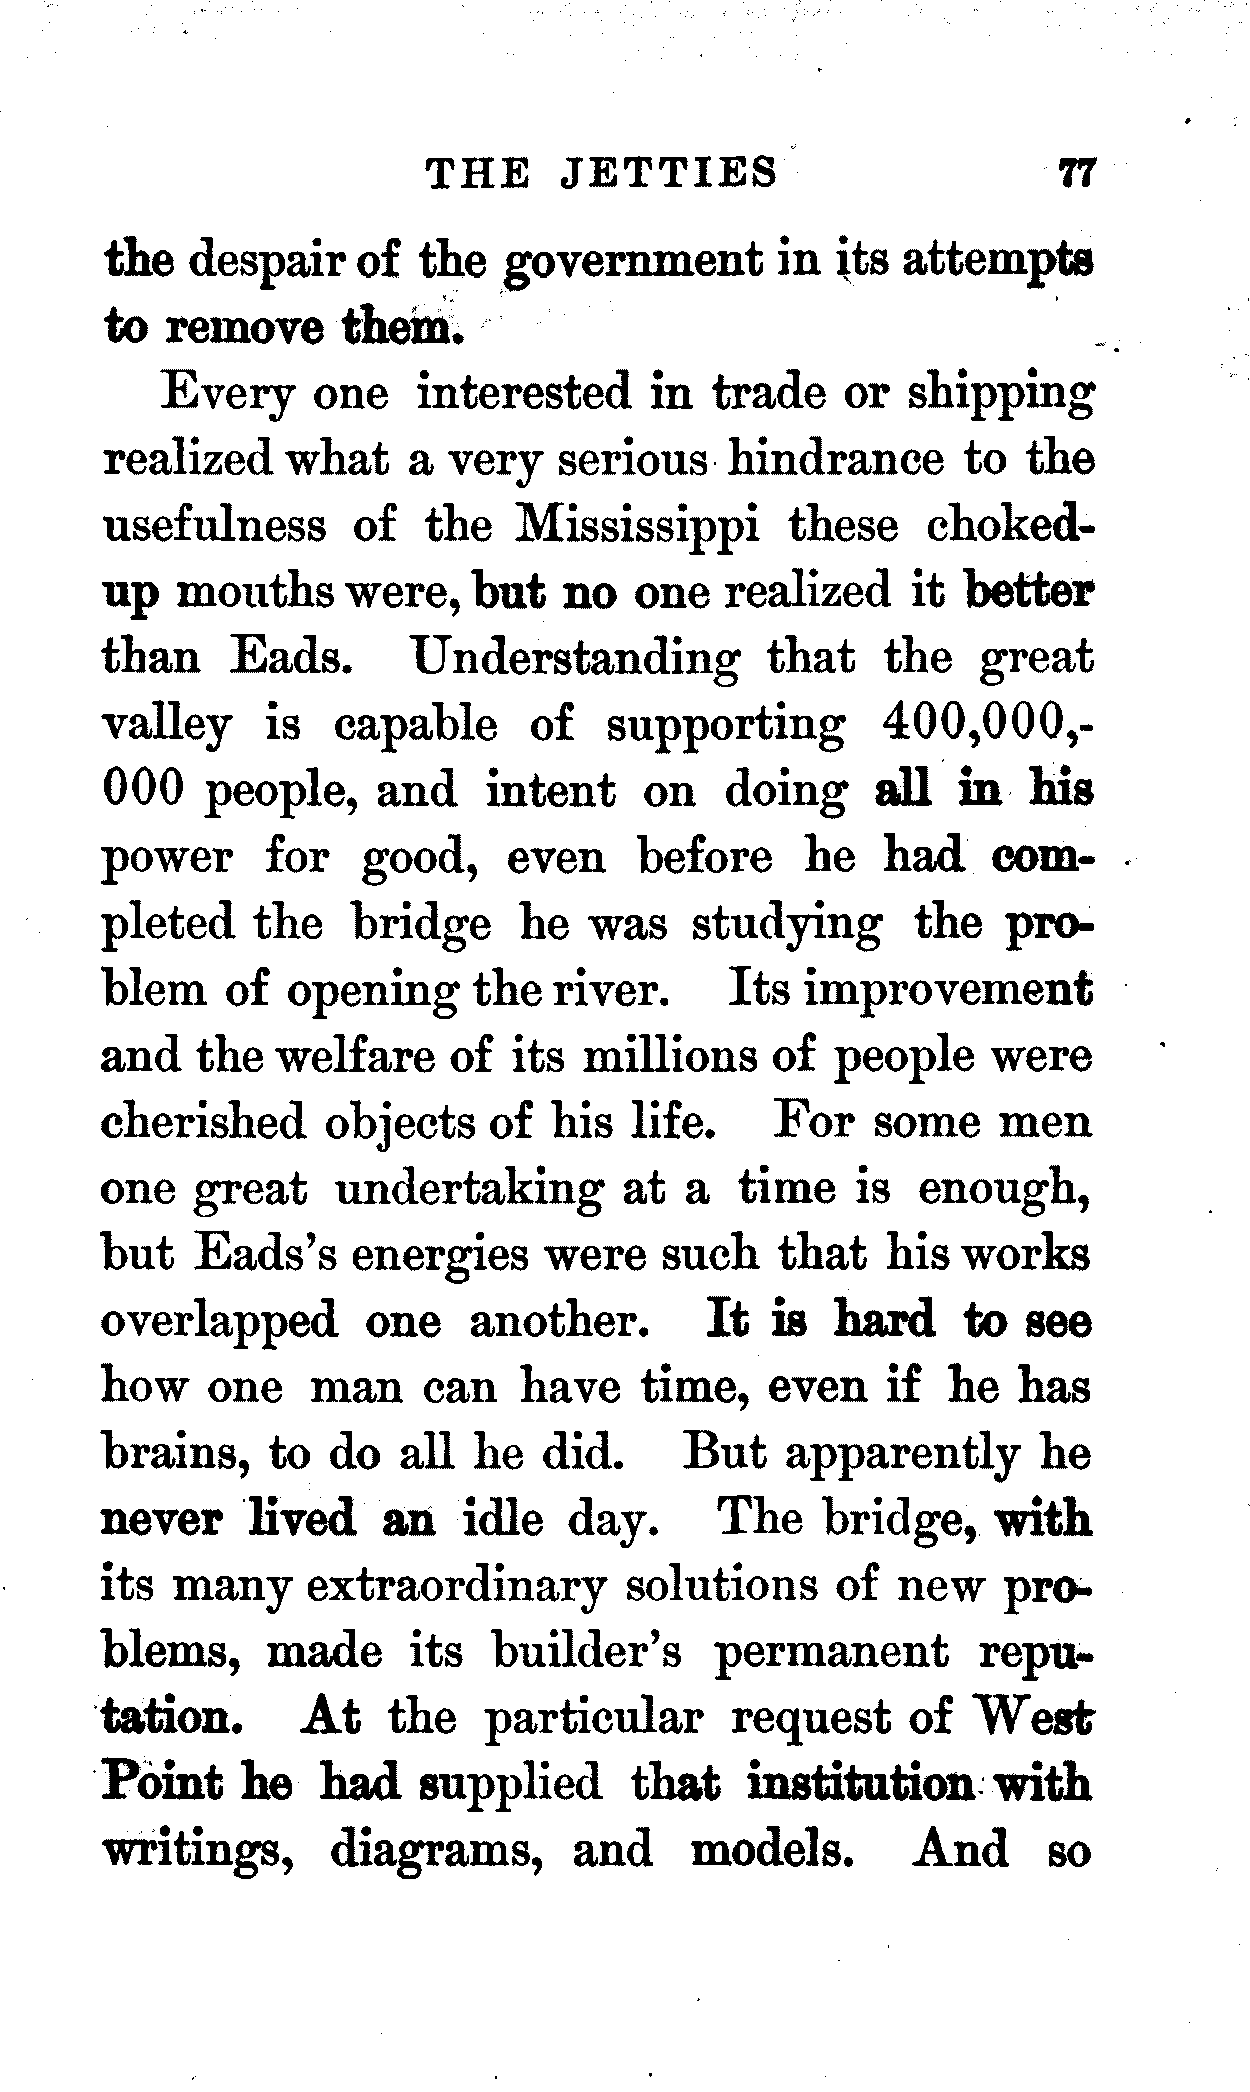 THE JETTIES 77
the despair of the government in its attempts
to remove them.
Every one interested in trade or shipping
realized what a very serious hindrance to the
usefulness of the Mississippi these choked-
up mouths were, but no one realized it better
than Eads. Understanding that the great
valley is capable of supporting 400,000,-
000 people, and intent on doing all in his
power for good, even before he had com-
pleted the bridge he was studying the pro-
blem of opening the river. Its improvement
and the welfare of its millions of people were
cherished objects of his life. For some men
one great undertaking at a time is enough,
but Eads's energies were such that his works
overlapped one another. It is hard to see
how one man can have time, even if he has
brains, to do all he did. But apparently he
never lived an idle day. The bridge, with
its many extraordinary solutions of new pro-
blems, made its builder's permanent repu-
tation. At the particular request of West
Point he had supplied that institution with
writings, diagrams, and models. And so